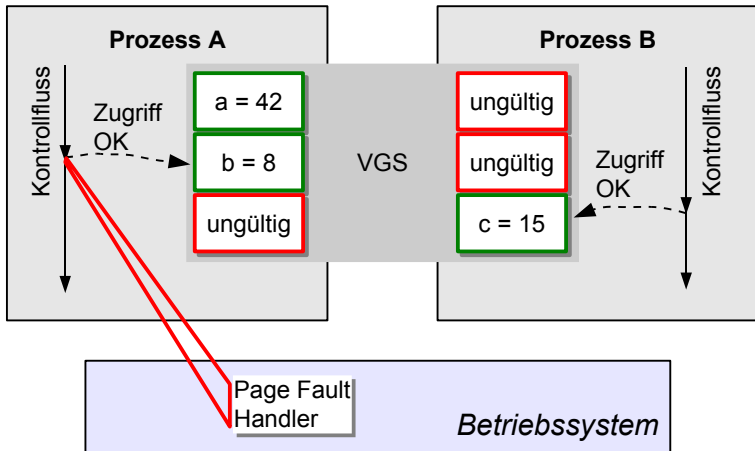 Prozess A
Kontrollfluss
Zugriff
OK
a = 42
b = 8
ungültig
VGS
Prozess B
ungültig
ungültig
c = 15
Zugriff
OK
Kontrollfluss
Page Fault
Handler
Betriebssystem